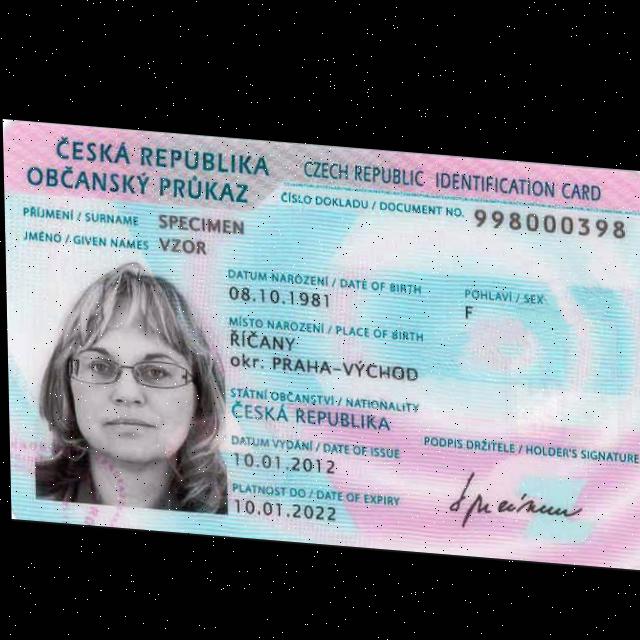 ČESKÁ REPUBLIKA CZECH REPUBLIC IDENTIFICATION CARD
OBČANSKÝ PRŮKAZ
ČÍSLO DOKLADU / DOCUMENT NO. 998000398
PŘÍJMENÍ / SURNAME SPECIMEN
JMÉNO / GIVEN NAMES VZOR
DATUM NAROZENÍ / DATE OF BIRTH
08.10.1981
POHLAVÍ / SEX
F
MÍSTO NAROZENÍ / PLACE OF BIRTH
ŘÍČANY
okr: PRAHA-VÝCHOD
STÁTNÍ OBČANSTVÍ / NATIONALITY
ČESKÁ REPUBLIKA
DATUM VYDÁNÍ / DATE OF ISSUE
10.01.2012
PODPIS DRŽITELE / HOLDER'S SIGNATURE
PLATNOST DO / DATE OF EXPIRY
10.01.2022
Specimen